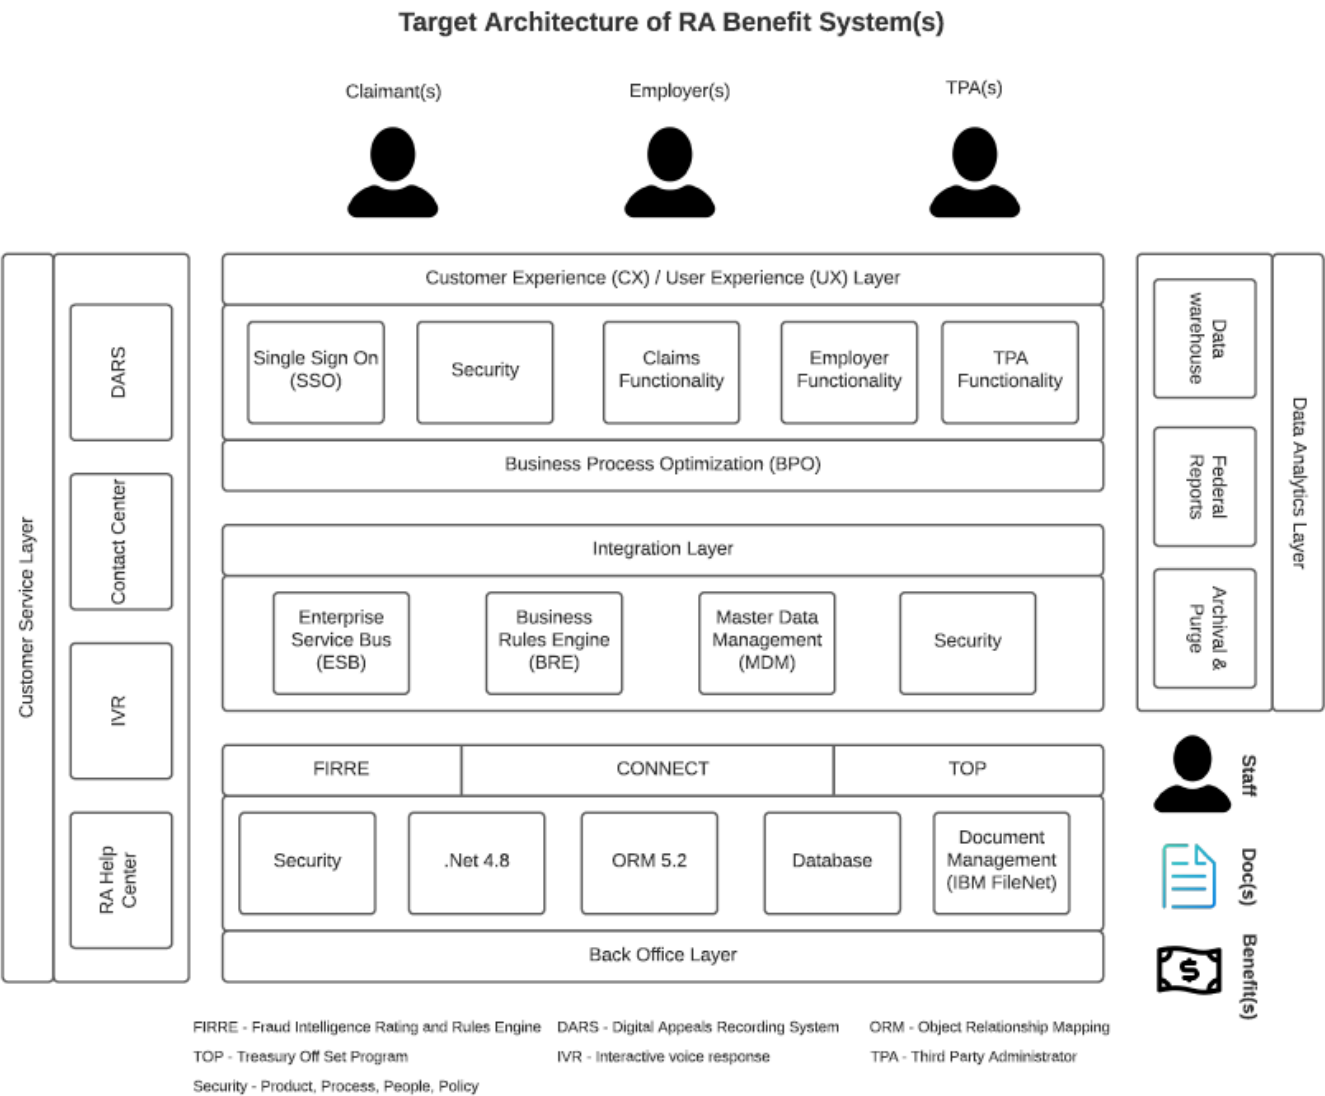 Target Architecture of RA Benefit System(s)
Claimant(s)
Employer(s)
TPA(s)
Customer Service Layer
DARS
Contact Center
IVR
RA Help
Center
Customer Experience (CX) / User Experience (UX) Layer
Single Sign On
(SSO)
Security
Claims
Functionality
Employer
Functionality
TPA
Functionality
Business Process Optimization (BPO)
Integration Layer
Enterprise
Service Bus
(ESB)
Business
Rules Engine
(BRE)
Master Data
Management
(MDM)
Security
FIRRE
CONNECT
TOP
Security
.Net 4.8
ORM 5.2
Database
Document
Management
(IBM FileNet)
Back Office Layer
Data
warehouse
Federal
Reports
Archival &
Purge
Data Analytics Layer
Staff
Doc(s)
Benefit(s)
FIRRE - Fraud Intelligence Rating and Rules Engine
DARS - Digital Appeals Recording System
ORM - Object Relationship Mapping
TOP - Treasury Off Set Program
IVR - Interactive voice response
TPA - Third Party Administrator
Security - Product, Process, People, Policy